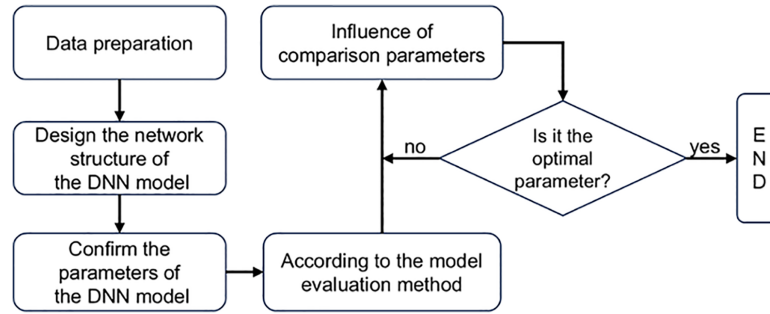 Data preparation
Design the network
structure of
the DNN model
Confirm the
parameters of
the DNN model
According to the model
evaluation method
Influence of
comparison parameters
Is it the
optimal
parameter?
no
yes
E
N
D